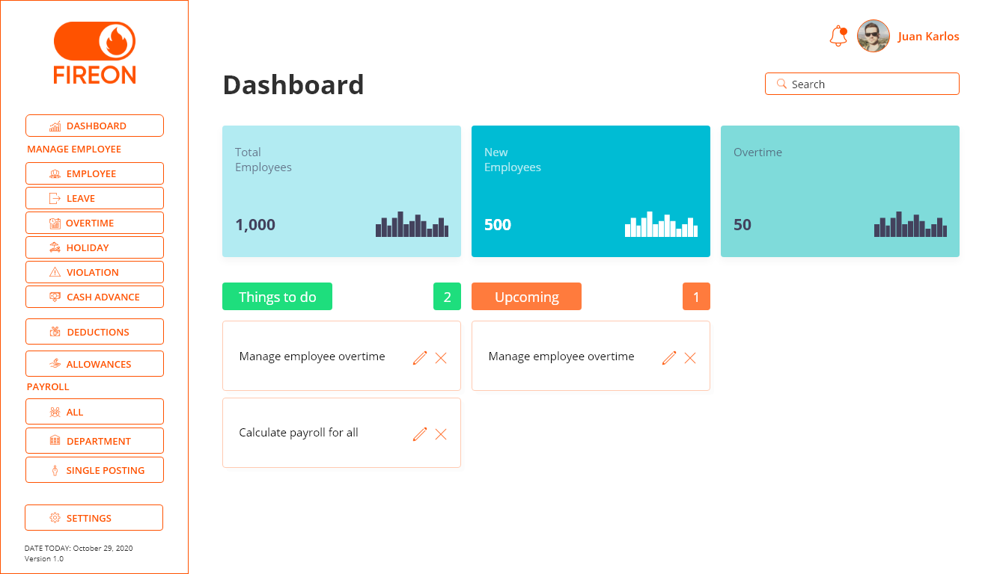 FIREON
DASHBOARD
MANAGE EMPLOYEE
EMPLOYEE
LEAVE
OVERTIME
HOLIDAY
VIOLATION
CASH ADVANCE
DEDUCTIONS
ALLOWANCES
PAYROLL
ALL
DEPARTMENT
SINGLE POSTING
SETTINGS
DATE TODAY: October 29, 2020
Version 1.0
Juan Karlos
Dashboard
Search
Total
Employees
1,000
New
Employees
500
Overtime
50
Things to do
2
Manage employee overtime
Calculate payroll for all
Upcoming
1
Manage employee overtime